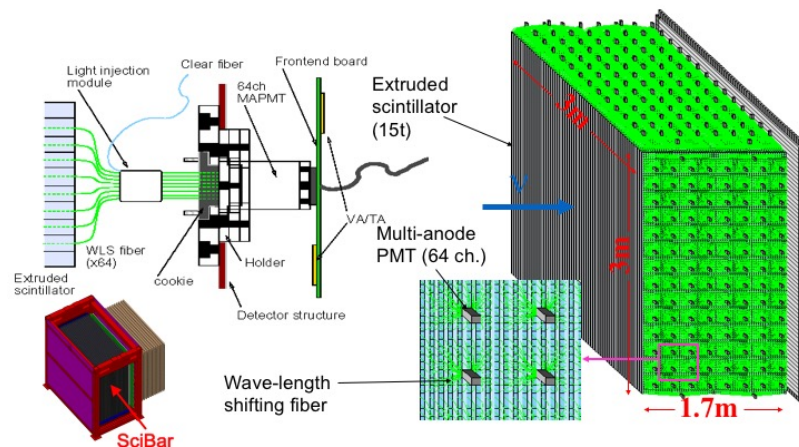 Light injection
module
Clear fiber
64ch
MAPMT
Frontend board
WLS fiber
(x64)
Extruded
scintillator
cookie
Holder
Detector structure
VA/TA
SciBar
Extruded
scintillator
(15t)
ν
Multi-anode
PMT (64 ch.)
Wave-length
shifting fiber
3m
3m
1.7m